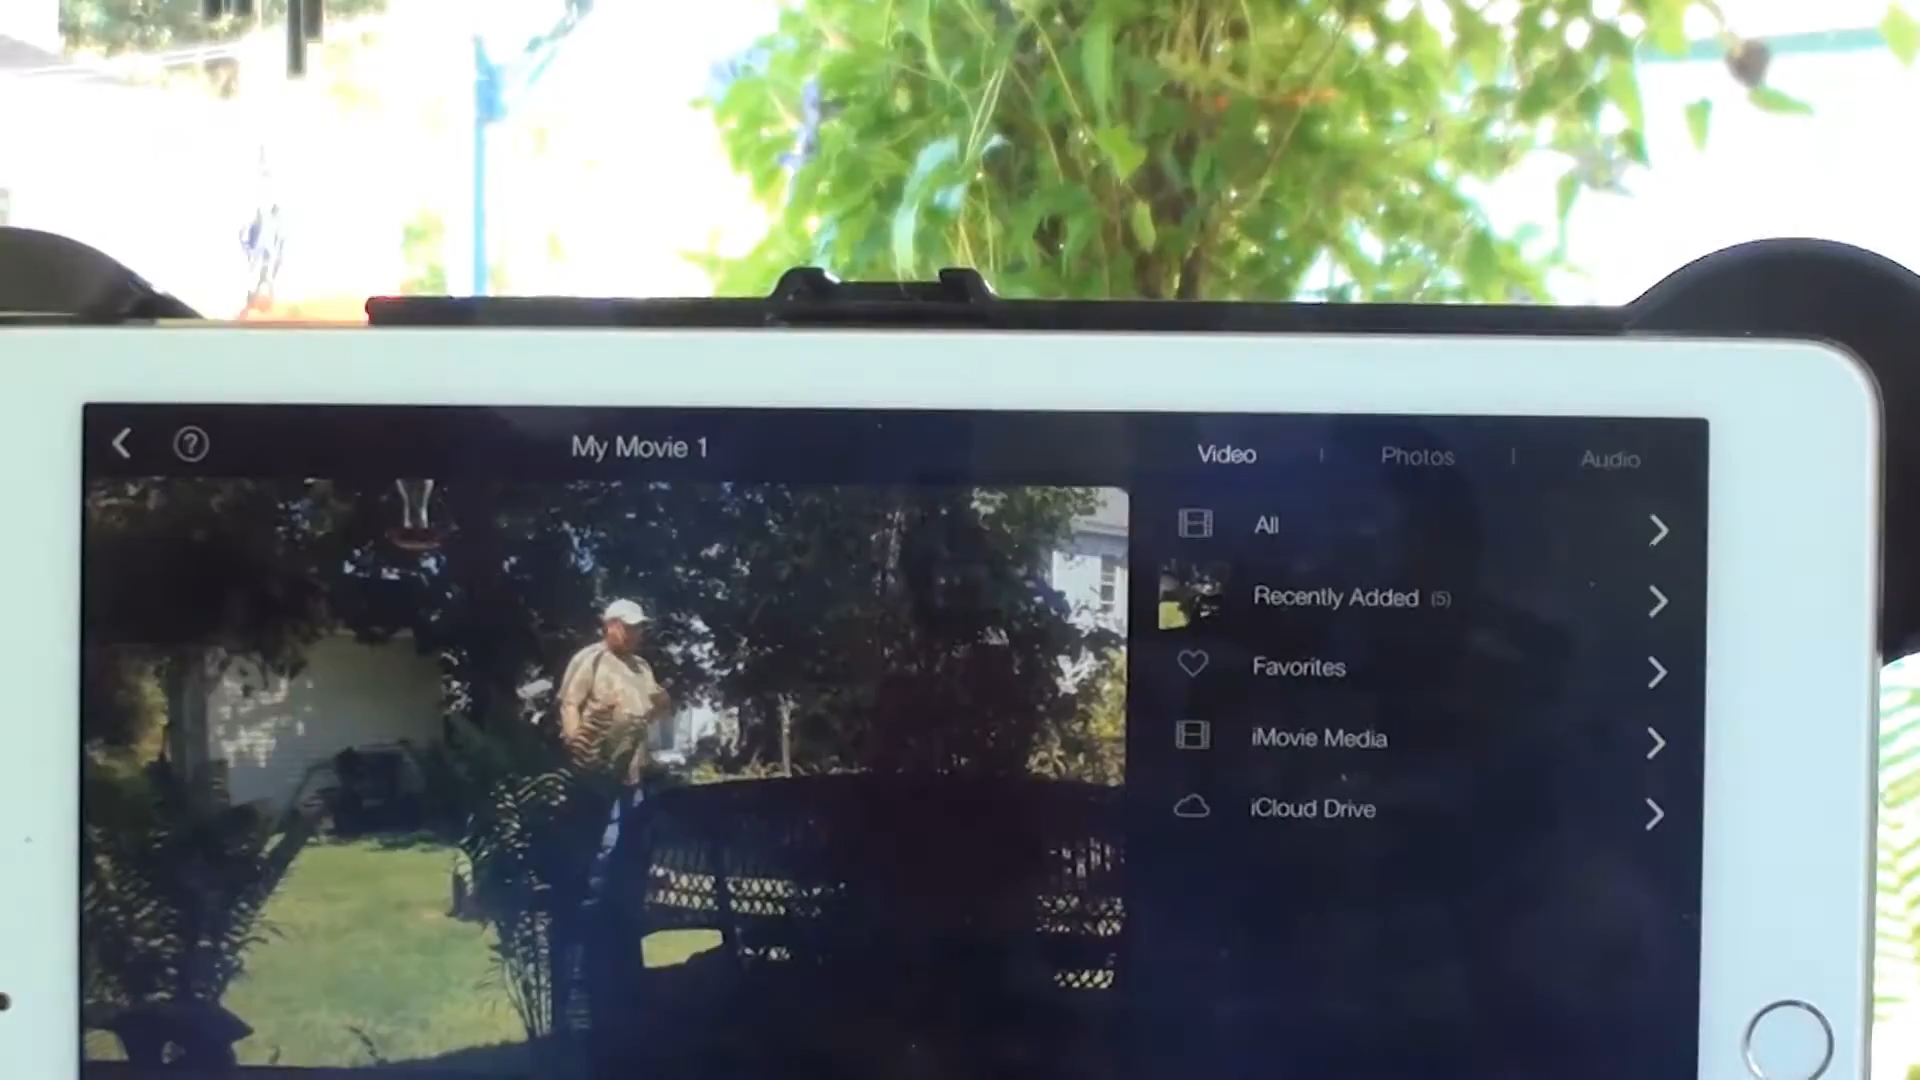 My Movie 1
Video | Photos | Audio
All
Recently Added (5)
Favorites
iMovie Media
iCloud Drive